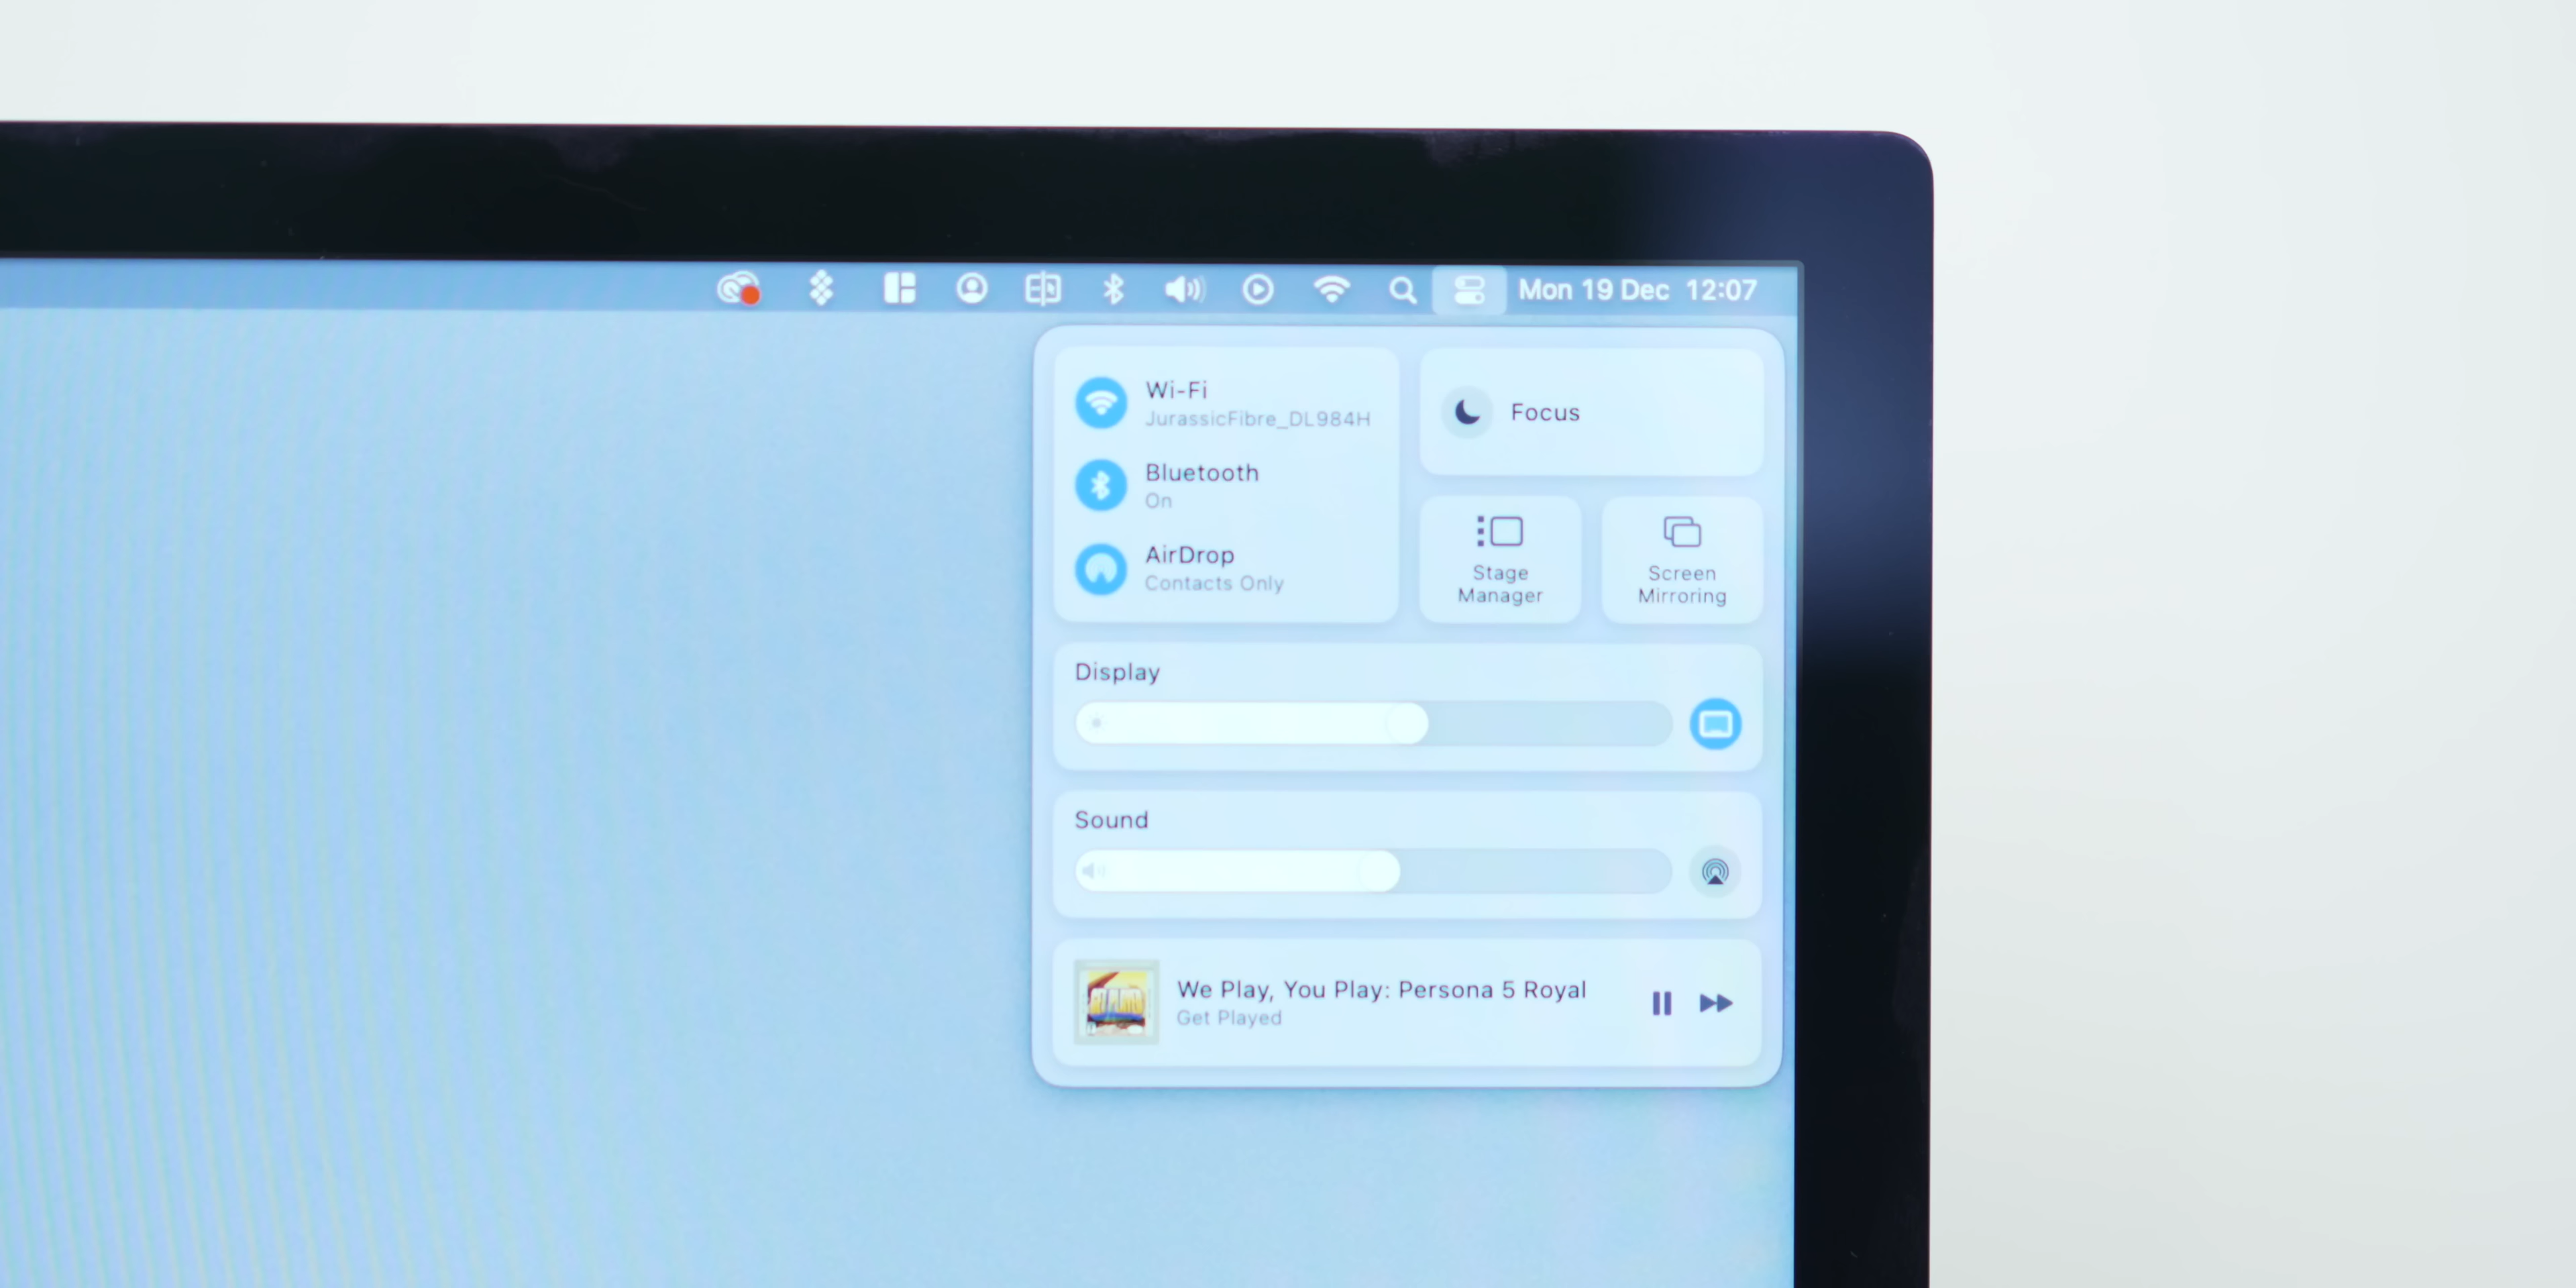 Mon 19 Dec 12:07
Wi-Fi
JurassicFibre_DL984H
Bluetooth
On
AirDrop
Contacts Only
Focus
Stage
Manager
Screen
Mirroring
Display
Sound
We Play, You Play: Persona 5 Royal
Get Played